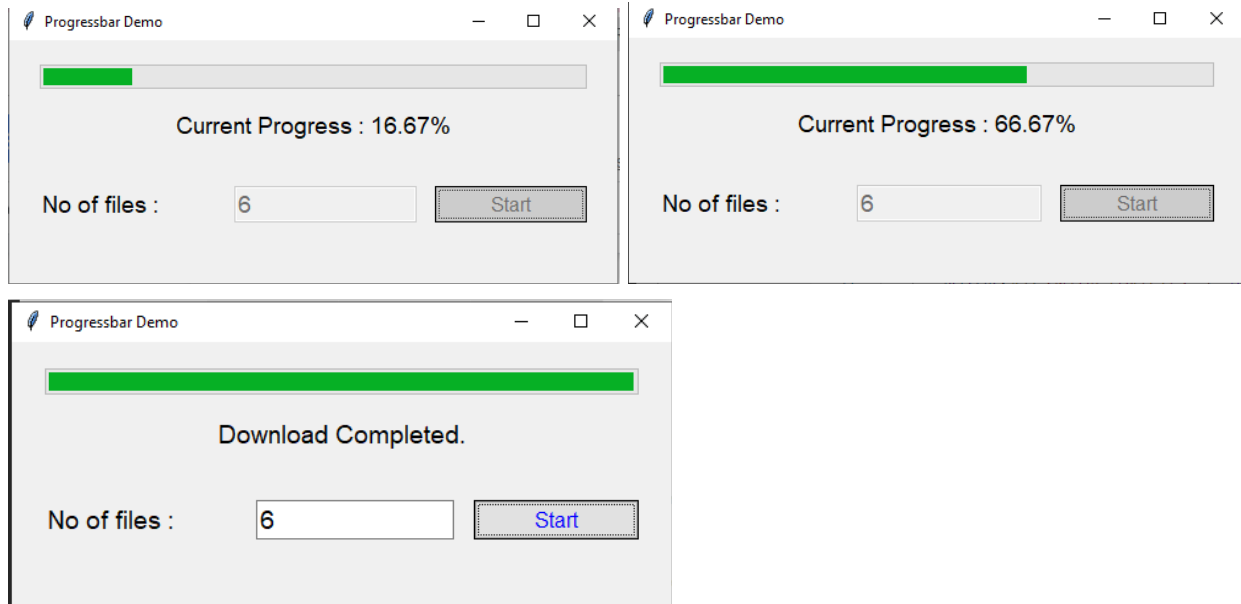 Progressbar Demo
Current Progress : 16.67%
No of files : 6 Start
Progressbar Demo
Current Progress : 66.67%
No of files : 6 Start
Progressbar Demo
Download Completed.
No of files : 6 Start